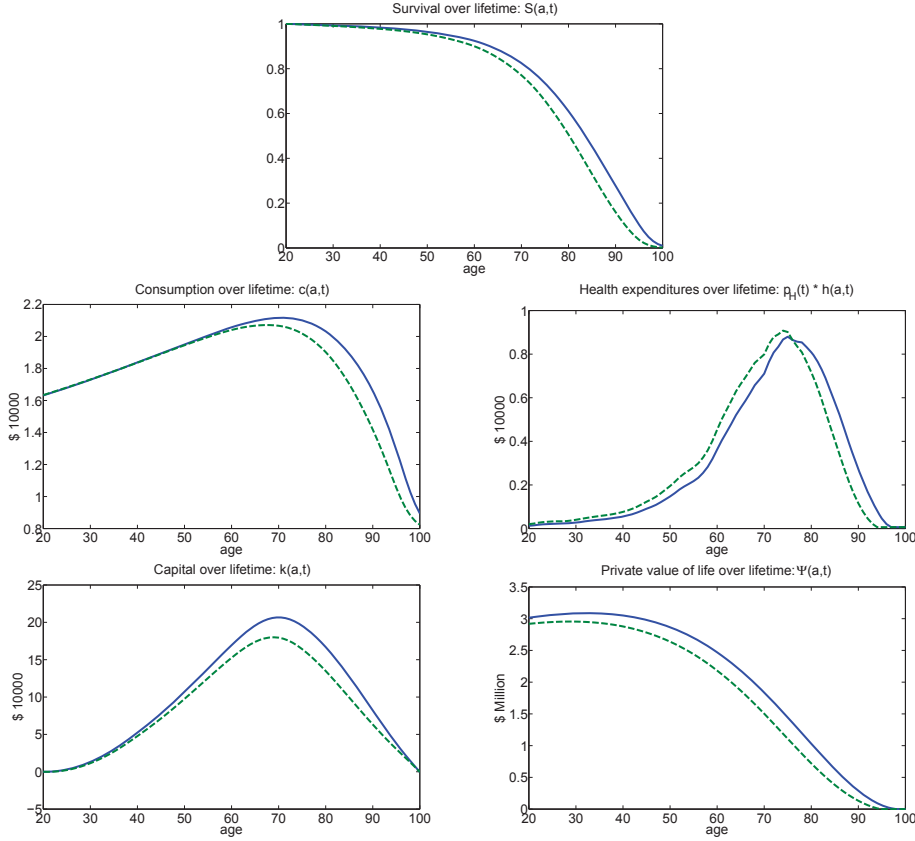 Survival over lifetime: S(a,t)
1
0.8
0.6
0.4
0.2
0
20 30 40 50 60 70 80 90 100
age
Consumption over lifetime: c(a,t)
2.2
2
1.8
1.6
1.4
1.2
1
0.8
$ 10000
20 30 40 50 60 70 80 90 100
age
Health expenditures over lifetime: p_H(t) * h(a,t)
1
0.8
0.6
0.4
0.2
0
$ 10000
20 30 40 50 60 70 80 90 100
age
Capital over lifetime: k(a,t)
25
20
15
10
5
0
−5
$ 10000
20 30 40 50 60 70 80 90 100
age
Private value of life over lifetime: Ψ(a,t)
3.5
3
2.5
2
1.5
1
0.5
0
$ Million
20 30 40 50 60 70 80 90 100
age